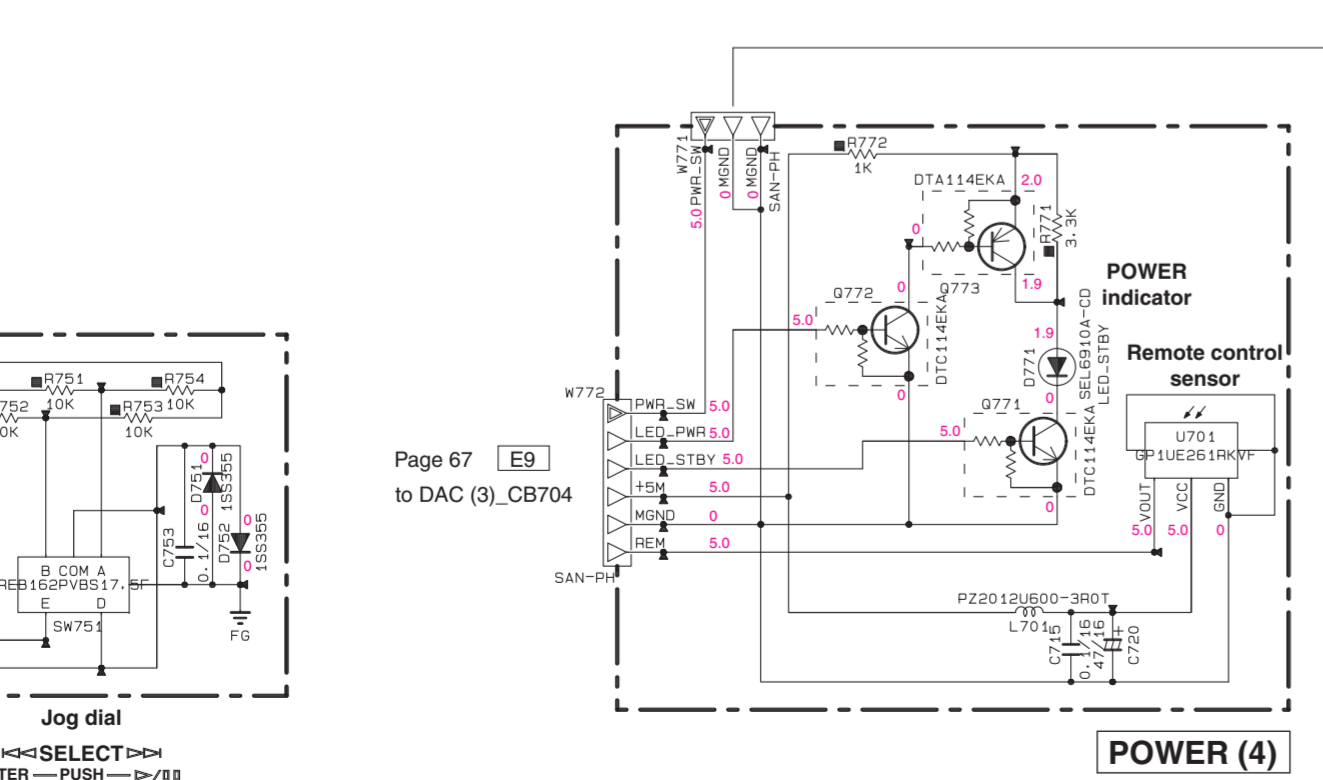 W771
PWR_SW
5.0
MGND
0
MGND
0
SAN-PH
R772
1K
DTA114EKA
2.0
R771
3.3K
0
Q773
1.9
POWER
indicator
Q772
0
5.0
DTC114EKA
0
1.9
D771
SEL6910A-CD
LED_STBY
0
Remote control
sensor
Q771
5.0
DTC114EKA
0
U701
GP1UE261RKVF
VOUT
VCC
GND
5.0
5.0
0
W772
PWR_SW 5.0
LED_PWR 5.0
LED_STBY 5.0
+5M 5.0
MGND 0
REM 5.0
SAN-PH
Page 67 E9
to DAC (3)_CB704
PZ2012U600-3R0T
L701
C715
0.1/16
47/16
+
C720
POWER (4)
R751
10K
R754
10K
752
0K
R753
10K
0
D751
1SS355
0
C753
0.1/16
0
D752
1SS355
0
B COM A
REB162PVBS17.5F
E D
SW751
FG
Jog dial
SELECT
TER — PUSH —